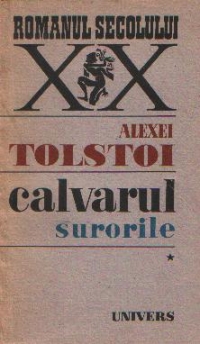 ROMANUL SECOLULUI
XX
ALEXEI
TOLSTOI
calvarul
surorile
*
UNIVERS